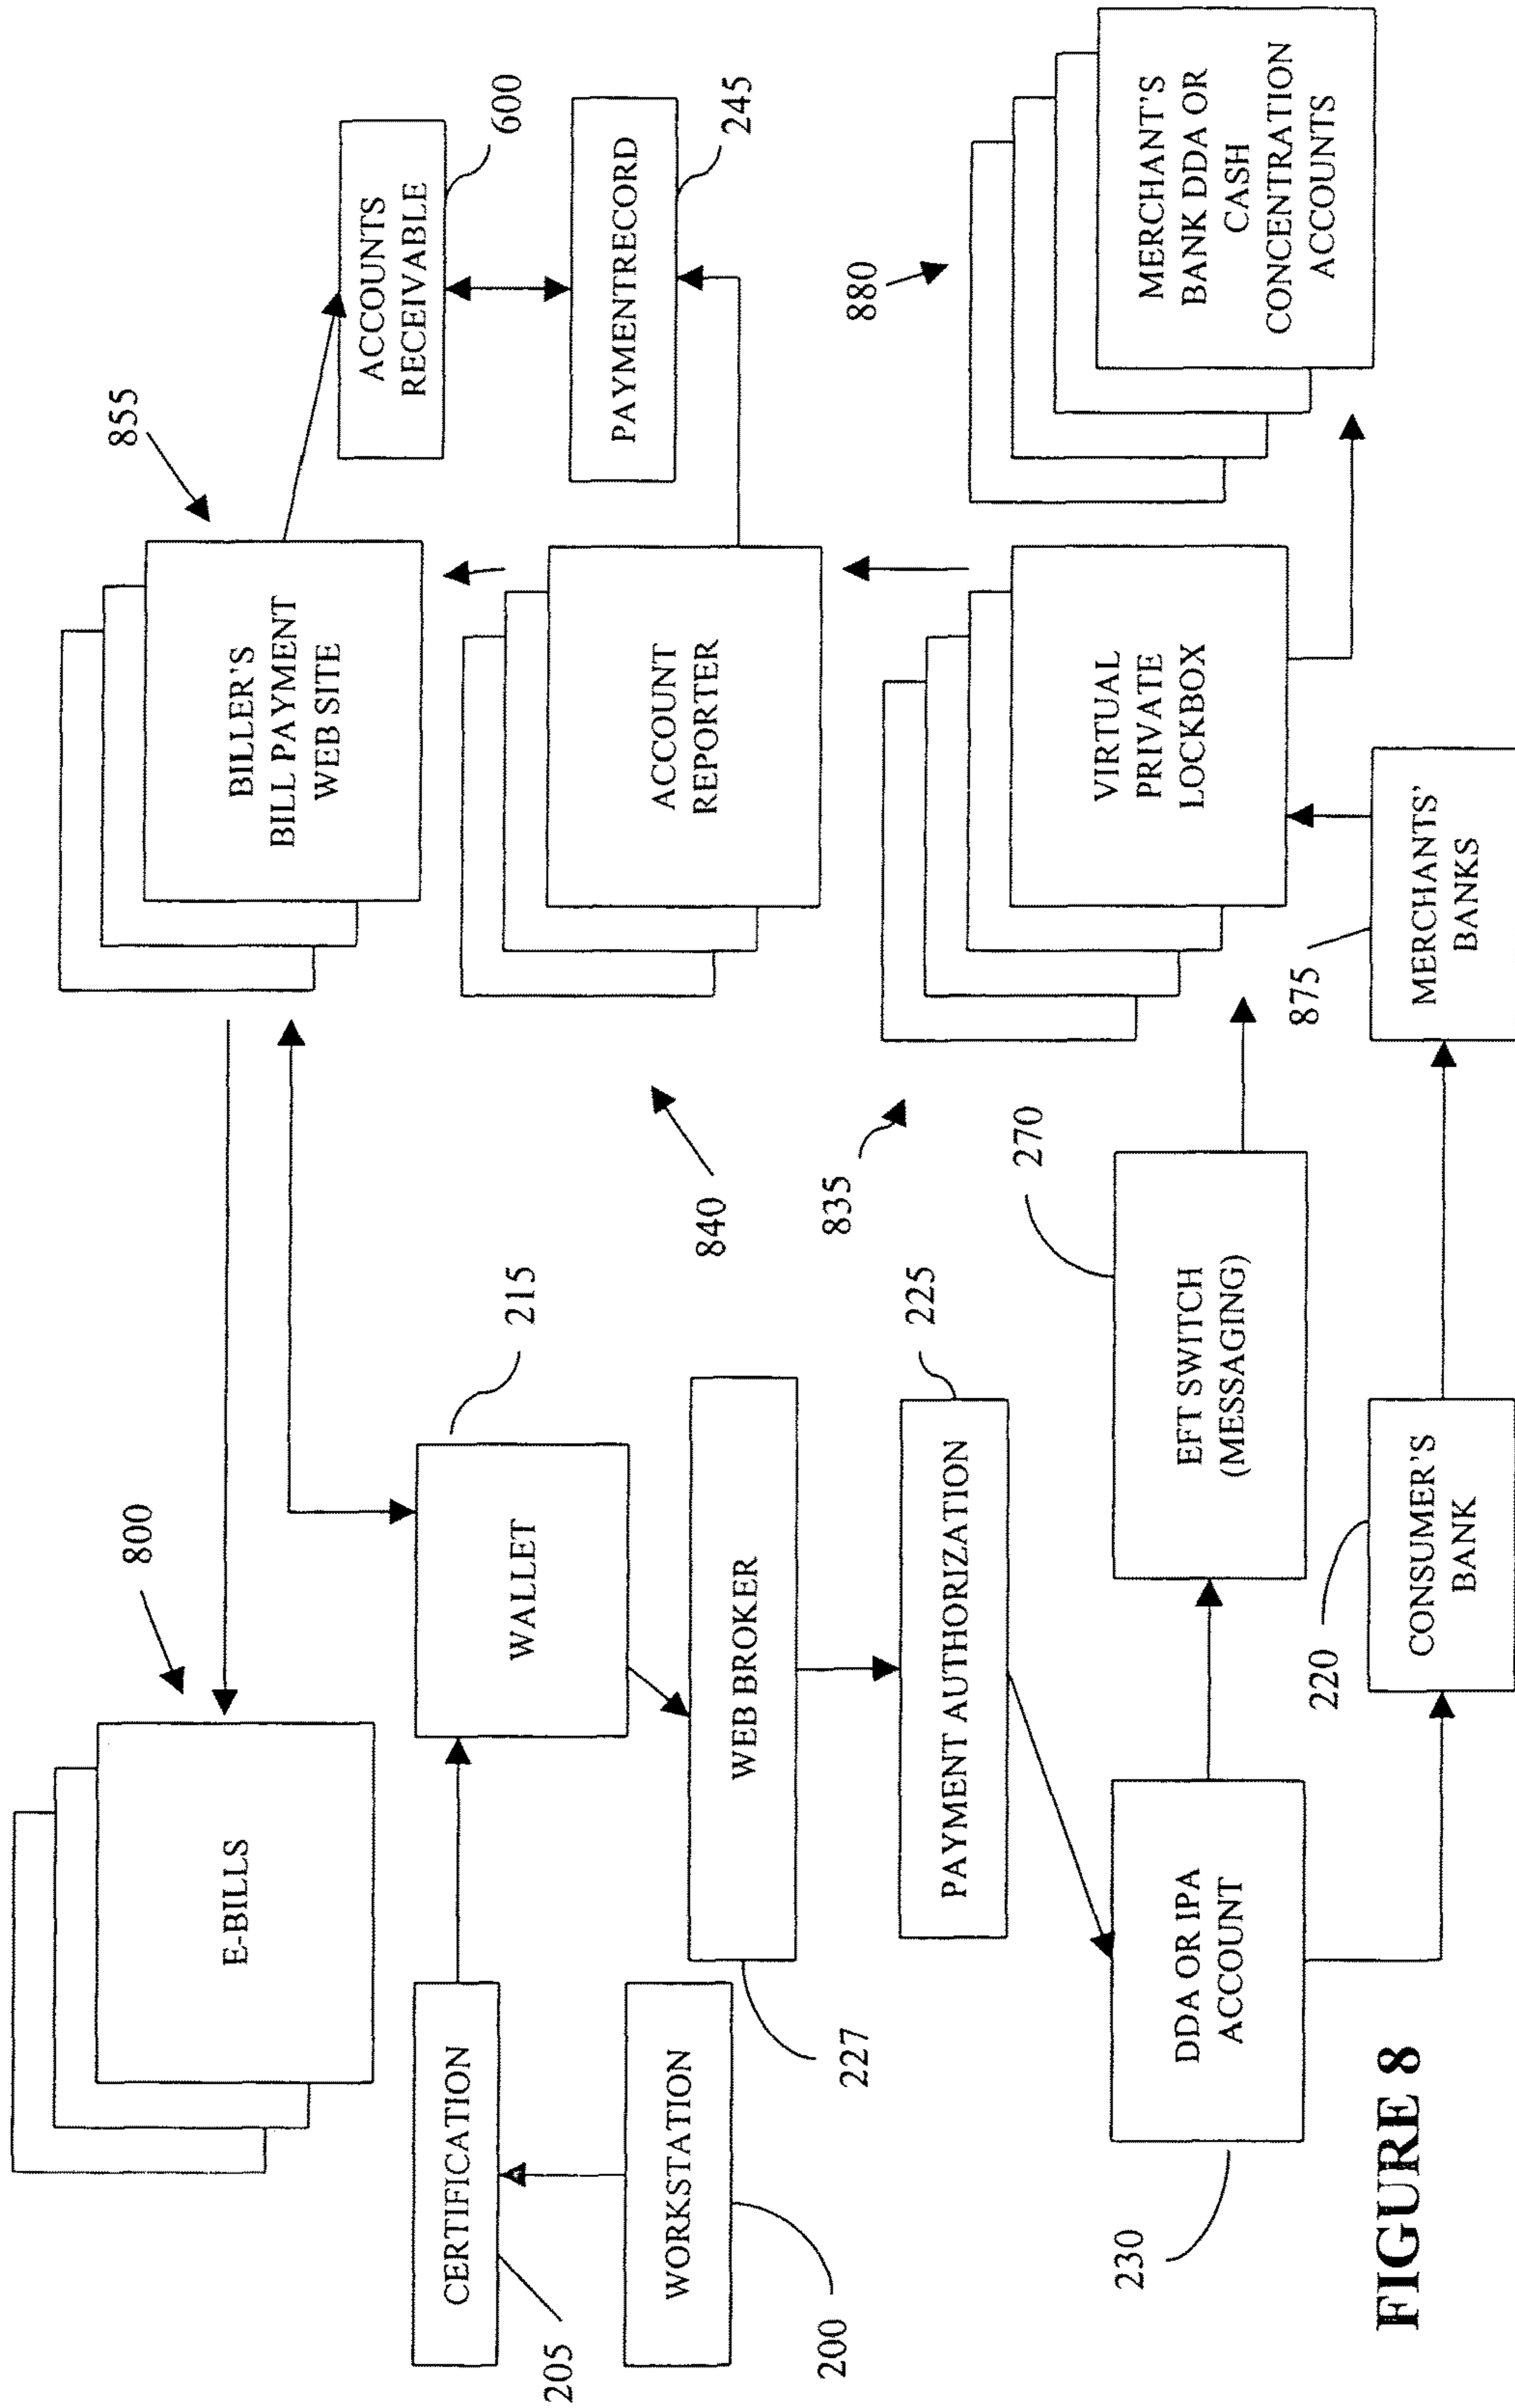 800
E-BILLS
855
BILLER'S
BILL PAYMENT
WEB SITE
ACCOUNTS
RECEIVABLE
600
CERTIFICATION
205
WALLET
215
WORKSTATION
200
WEB BROKER
227
840
ACCOUNT
REPORTER
PAYMENTRECORD
245
PAYMENT AUTHORIZATION
225
835
VIRTUAL
PRIVATE
LOCKBOX
880
MERCHANT'S
BANK DDA OR
CASH
CONCENTRATION
ACCOUNTS
DDA OR IPA
ACCOUNT
230
EFT SWITCH
(MESSAGING)
270
220
CONSUMER'S
BANK
875
MERCHANTS'
BANKS
FIGURE 8